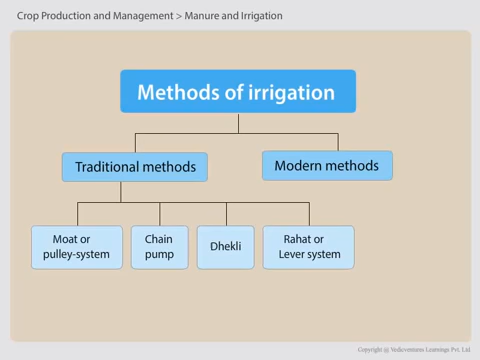 Crop Production and Management > Manure and Irrigation
Methods of irrigation
Traditional methods
Modern methods
Moat or
pulley-system
Chain
pump
Dhekli
Rahat or
Lever system
Copyright @ Vedavemians Learnings Pvt. Ltd